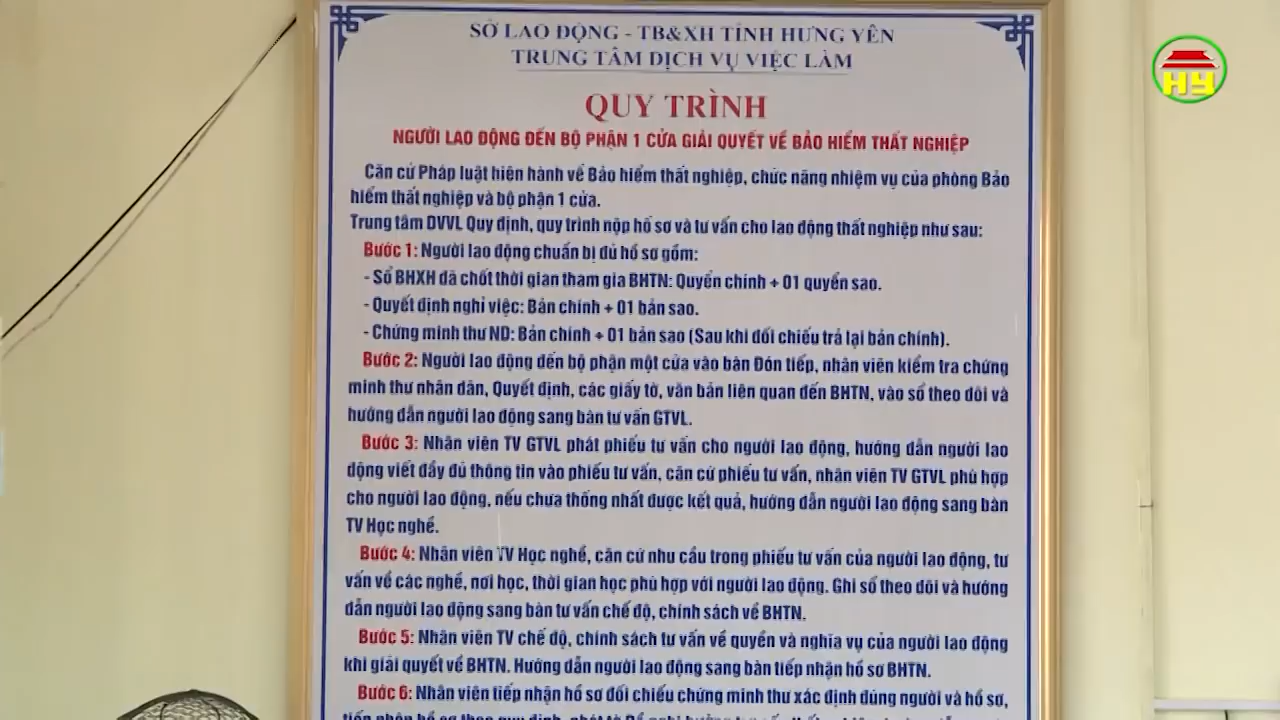 SỞ LAO ĐỘNG - TB&XH TỈNH HƯNG YÊN
TRUNG TÂM DỊCH VỤ VIỆC LÀM
HY
QUY TRÌNH
NGƯỜI LAO ĐỘNG ĐẾN BỘ PHẬN 1 CỬA GIẢI QUYẾT VỀ BẢO HIỂM THẤT NGHIỆP
Căn cứ Pháp luật hiện hành về Bảo hiểm thất nghiệp, chức năng nhiệm vụ của phòng Bảo
hiểm thất nghiệp và bộ phận 1 cửa.
Trung tâm DVVL Quy định, quy trình nộp hồ sơ và tư vấn cho lao động thất nghiệp như sau:
Bước 1: Người lao động chuẩn bị đủ hồ sơ gồm:
- Sổ BHXH đã chốt thời gian tham gia BHTN: Quyển chính + 01 quyển sao.
- Quyết định nghỉ việc: Bản chính + 01 bản sao.
- Chứng minh thư ND: Bản chính + 01 bản sao (Sau khi đối chiếu trả lại bản chính).
Bước 2: Người lao động đến bộ phận một cửa vào bàn Đón tiếp, nhân viên kiểm tra chứng
minh thư nhân dân, Quyết định, các giấy tờ, văn bản liên quan đến BHTN, vào sổ theo dõi và
hướng dẫn người lao động sang bàn tư vấn GTVL.
Bước 3: Nhân viên TV GTVL phát phiếu tư vấn cho người lao động, hướng dẫn người lao
động viết đầy đủ thông tin vào phiếu tư vấn, căn cứ phiếu tư vấn, nhân viên TV GTVL phù hợp
cho người lao động, nếu chưa thống nhất được kết quả, hướng dẫn người lao động sang bàn
TV Học nghề.
Bước 4: Nhân viên TV Học nghề, căn cứ nhu cầu trong phiếu tư vấn của người lao động, tư
vấn về các nghề, nơi học, thời gian học phù hợp với người lao động. Ghi sổ theo dõi và hướng
dẫn người lao động sang bàn tư vấn chế độ, chính sách về BHTN.
Bước 5: Nhân viên TV chế độ, chính sách tư vấn về quyền và nghĩa vụ của người lao động
khi giải quyết về BHTN. Hướng dẫn người lao động sang bàn tiếp nhận hồ sơ BHTN.
Bước 6: Nhân viên tiếp nhận hồ sơ đối chiếu chứng minh thư xác định đúng người và hồ sơ,